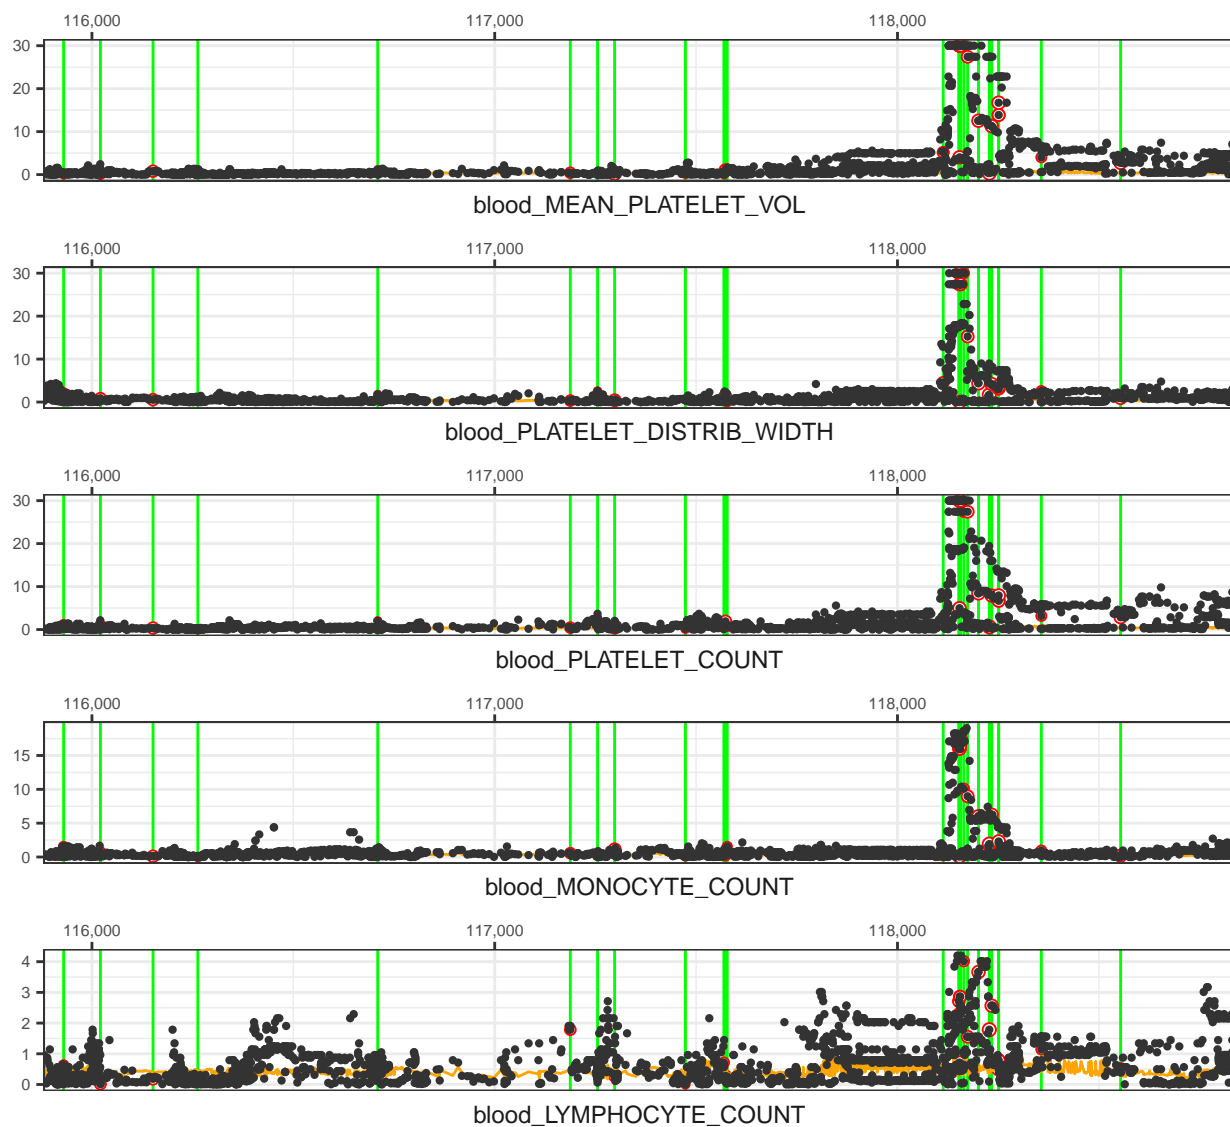 116,000 117,000 118,000
30
20
10
0
blood_MEAN_PLATELET_VOL
116,000 117,000 118,000
30
20
10
0
blood_PLATELET_DISTRIB_WIDTH
116,000 117,000 118,000
30
20
10
0
blood_PLATELET_COUNT
116,000 117,000 118,000
15
10
5
0
blood_MONOCYTE_COUNT
116,000 117,000 118,000
4
3
2
1
0
blood_LYMPHOCYTE_COUNT